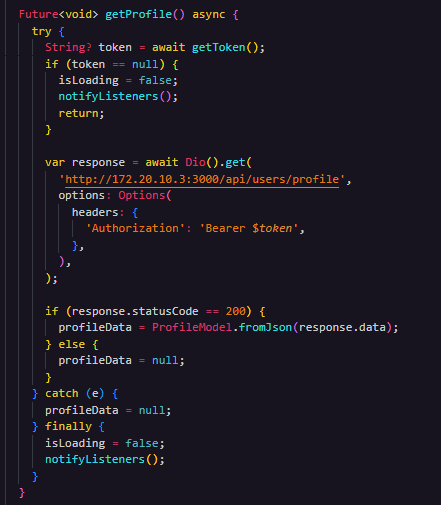 Future<void> getProfile() async {
  try {
    String? token = await getToken();
    if (token == null) {
      isLoading = false;
      notifyListeners();
      return;
    }

    var response = await Dio().get(
      'http://172.20.10.3:3000/api/users/profile',
      options: Options(
        headers: {
          'Authorization': 'Bearer $token',
        },
      ),
    );

    if (response.statusCode == 200) {
      profileData = ProfileModel.fromJson(response.data);
    } else {
      profileData = null;
    }
  } catch (e) {
    profileData = null;
  } finally {
    isLoading = false;
    notifyListeners();
  }
}